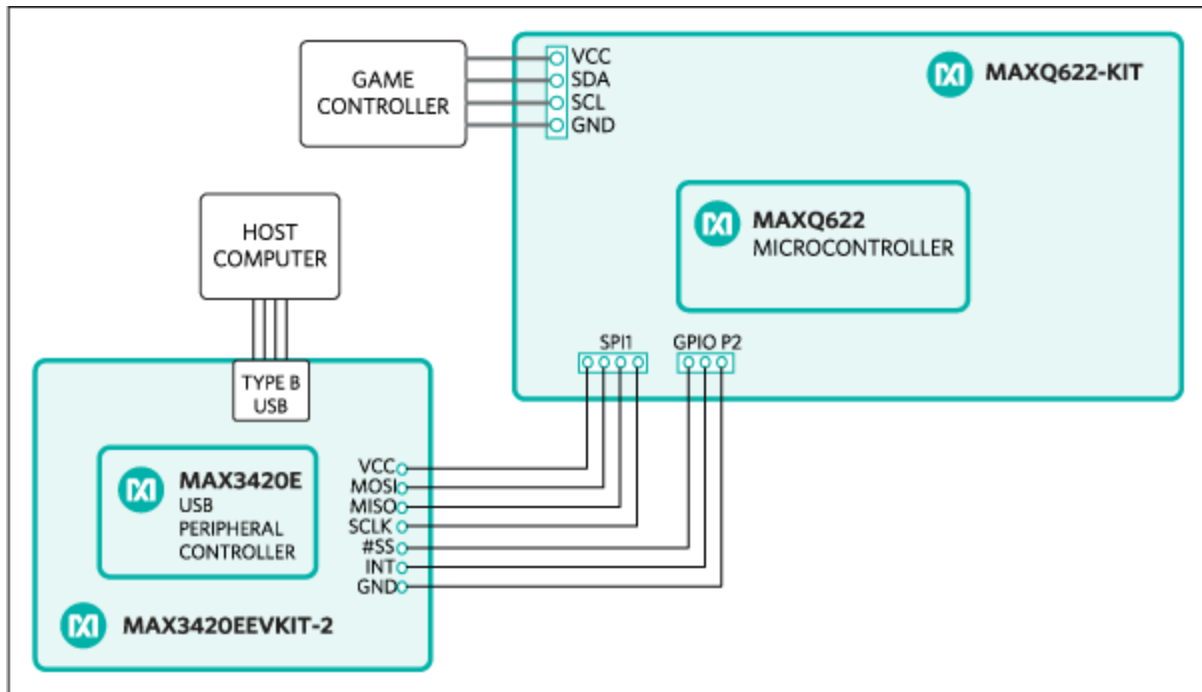 GAME
CONTROLLER
VCC
SDA
SCL
GND
MAXQ622-KIT
MAXQ622
MICROCONTROLLER
HOST
COMPUTER
SPI1
GPIO P2
TYPE B
USB
MAX3420E
USB
PERIPHERAL
CONTROLLER
VCC
MOSI
MISO
SCLK
#SS
INT
GND
MAX3420EEVKIT-2